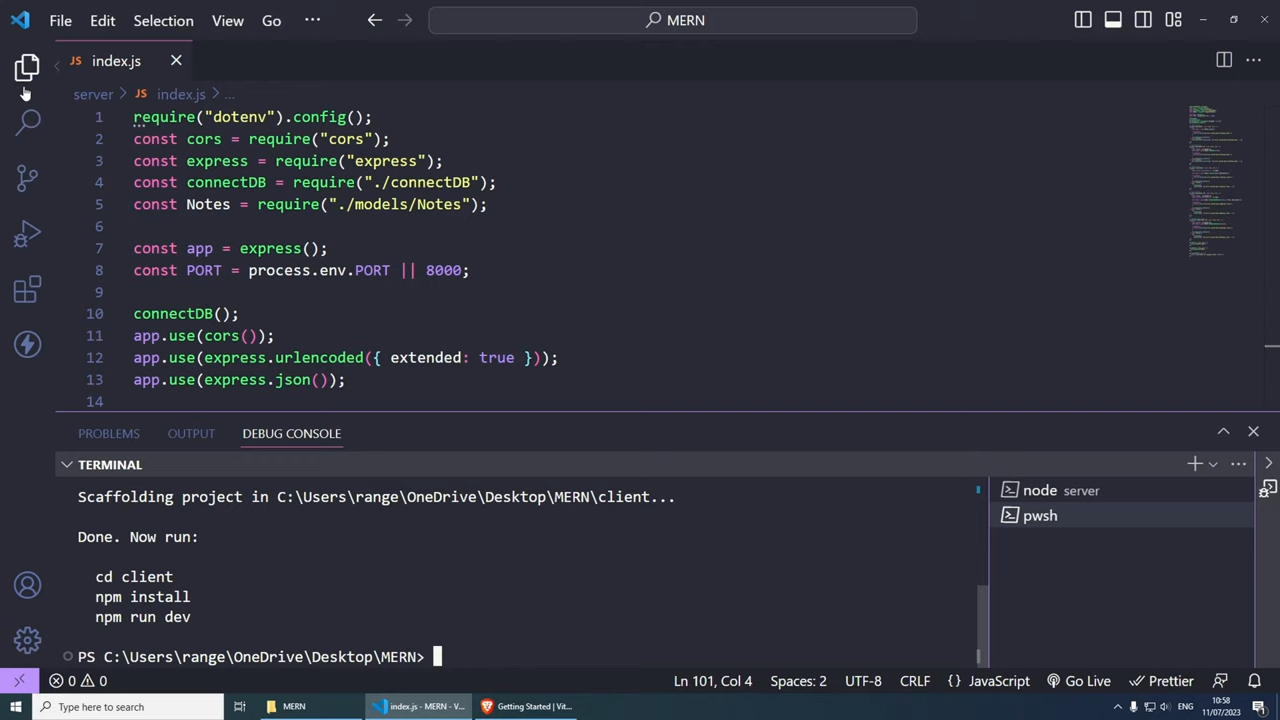 File Edit Selection View Go ... MERN
JS index.js
server > JS index.js > ...
1 require("dotenv").config();
2 const cors = require("cors");
3 const express = require("express");
4 const connectDB = require("./connectDB");
5 const Notes = require("./models/Notes");
6
7 const app = express();
8 const PORT = process.env.PORT || 8000;
9
10 connectDB();
11 app.use(cors());
12 app.use(express.urlencoded({ extended: true }));
13 app.use(express.json());
14
PROBLEMS OUTPUT DEBUG CONSOLE
TERMINAL
Scaffolding project in C:\Users\range\OneDrive\Desktop\MERN\client...
node server
pwsh
Done. Now run:
cd client
npm install
npm run dev
PS C:\Users\range\OneDrive\Desktop\MERN>
0 0 Ln 101, Col 4 Spaces: 2 UTF-8 CRLF {} JavaScript Go Live Prettier
Type here to search MERN index.js - MERN - V... Getting Started | Vit... ENG 10:58
11/07/2023 1